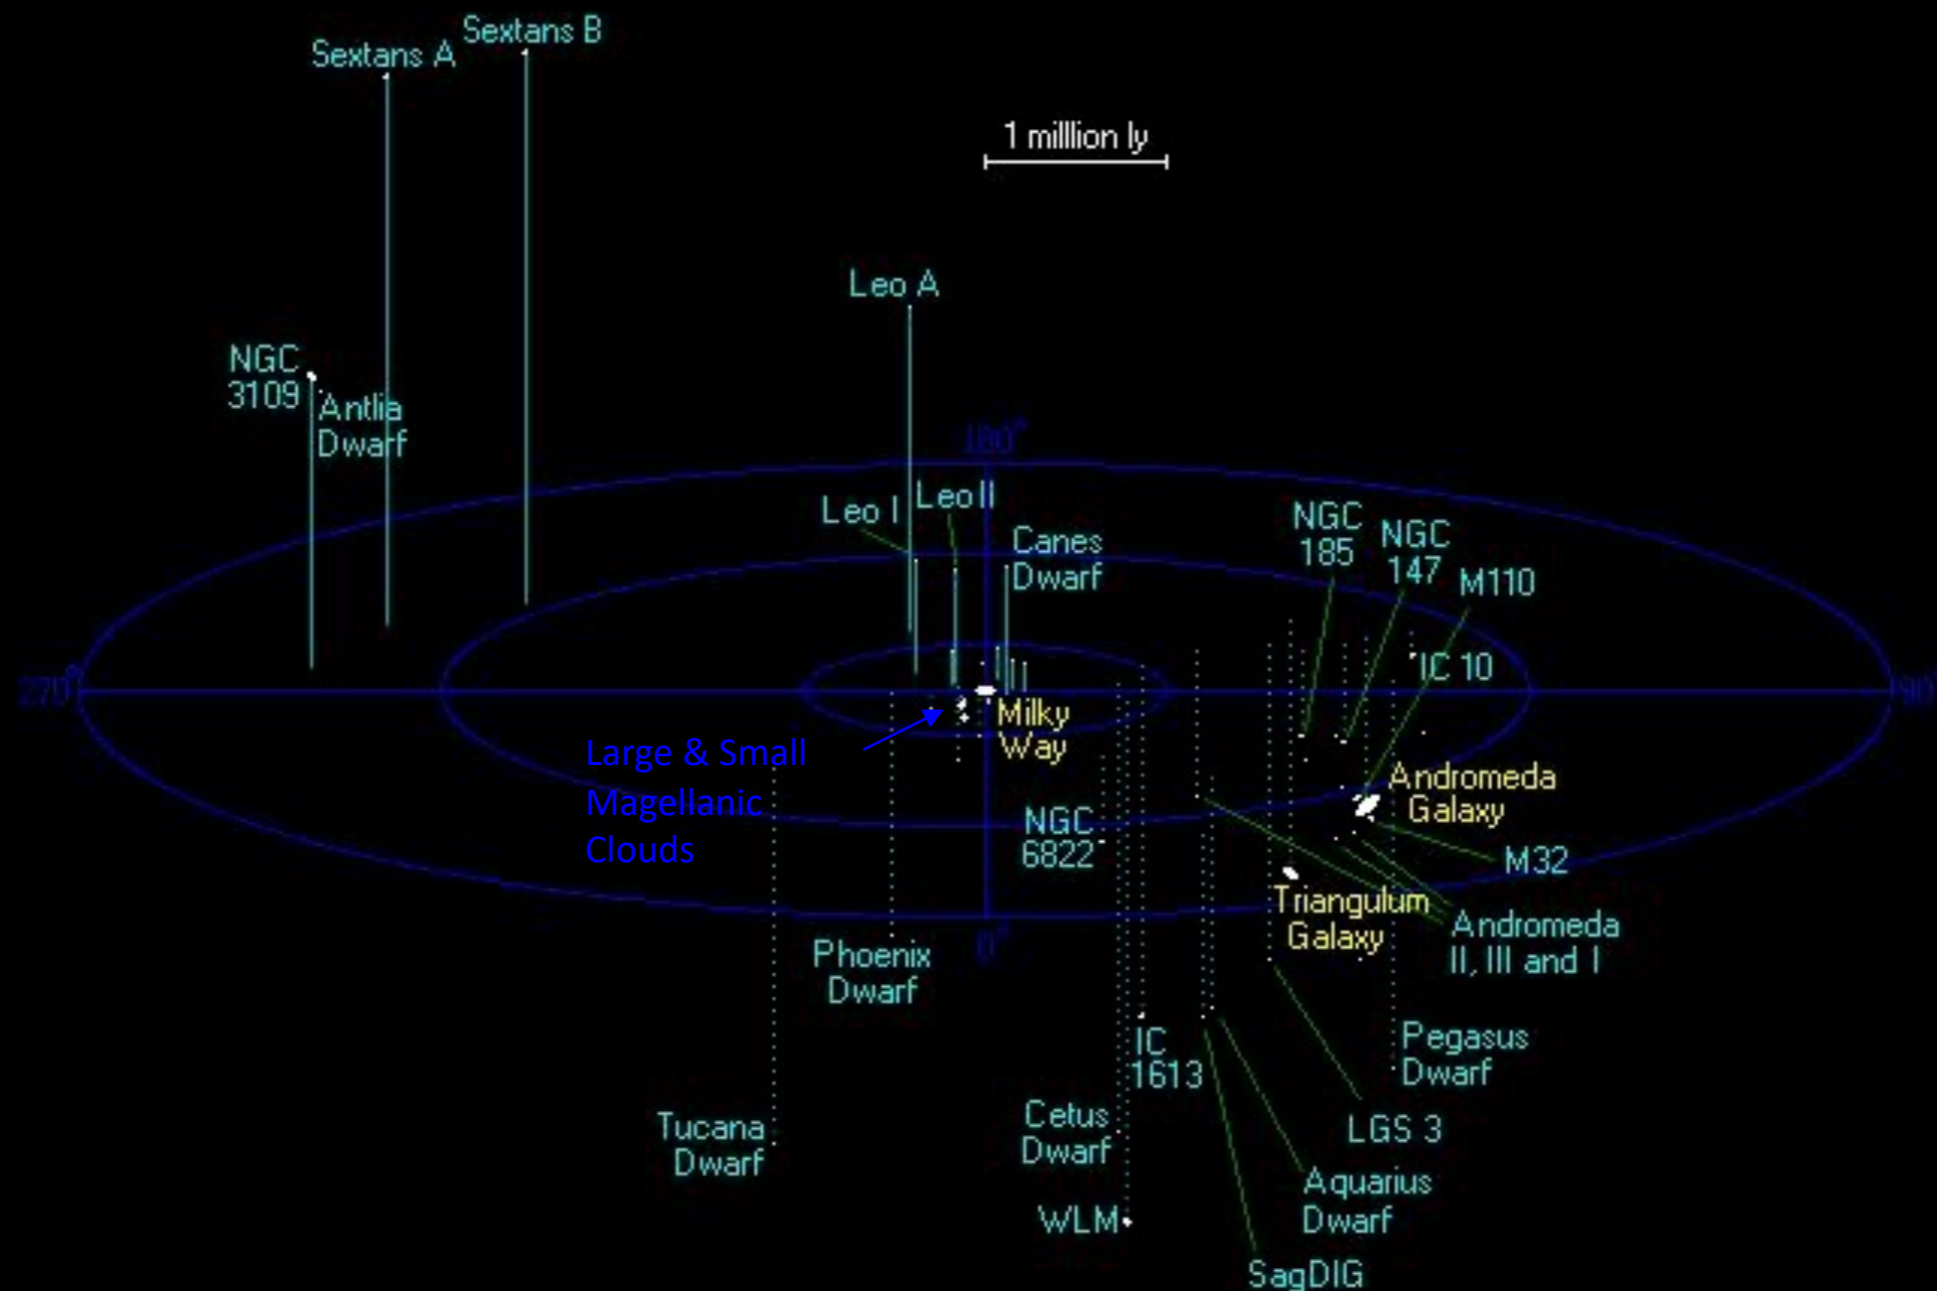 Sextans B
Sextans A
1 milllion ly
Leo A
NGC
3109
Antlia
Dwarf
180°
Leo I
Leo II
Canes
Dwarf
NGC
185
NGC
147
M110
IC 10
270°
90°
Milky
Way
Large & Small
Magellanic
Clouds
Andromeda
Galaxy
NGC
6822
M32
Triangulum
Galaxy
Andromeda
II, III and I
0°
Phoenix
Dwarf
IC
1613
Pegasus
Dwarf
Tucana
Dwarf
Cetus
Dwarf
LGS 3
Aquarius
Dwarf
WLM
SagDIG